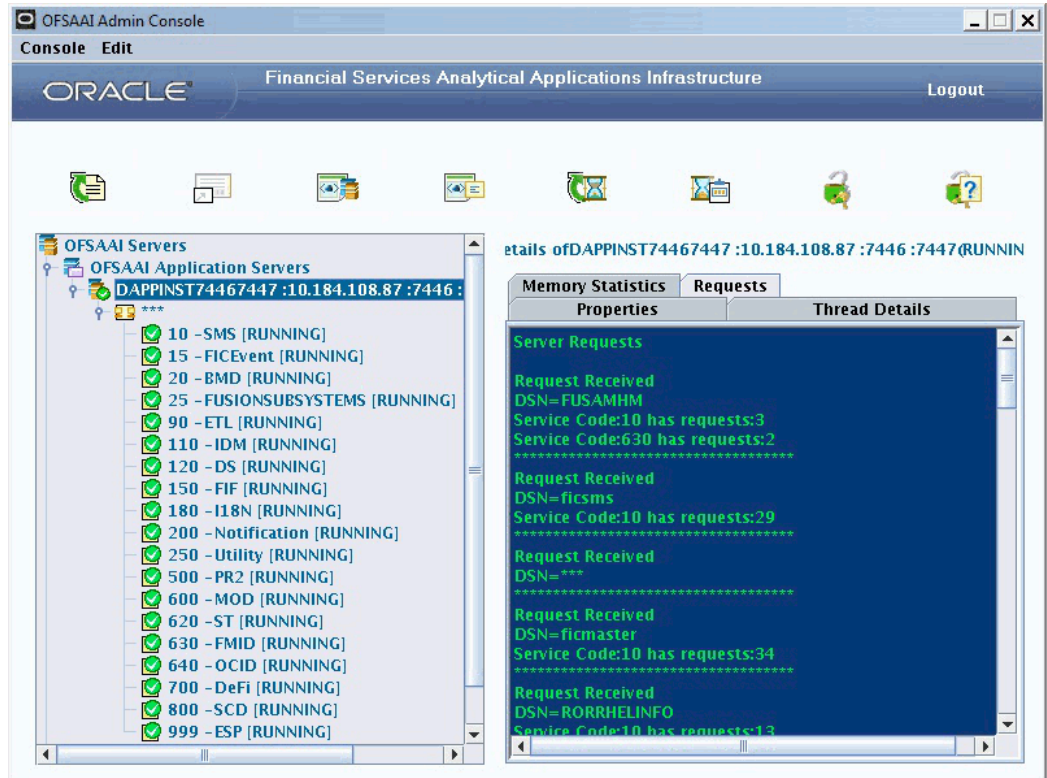 OFSAAI Admin Console
Console Edit
ORACLE
Financial Services Analytical Applications Infrastructure
Logout
OFSAAI Servers
OFSAAI Application Servers
DAPPINST74467447 :10.184.108.87 :7446 :
***
10 -SMS [RUNNING]
15 -FICEvent [RUNNING]
20 -BMD [RUNNING]
25 -FUSIONSUBSYSTEMS [RUNNING]
90 -ETL [RUNNING]
110 -IDM [RUNNING]
120 -DS [RUNNING]
150 -FIF [RUNNING]
180 -I18N [RUNNING]
200 -Notification [RUNNING]
250 -Utility [RUNNING]
500 -PR2 [RUNNING]
600 -MOD [RUNNING]
620 -ST [RUNNING]
630 -FMID [RUNNING]
640 -OCID [RUNNING]
700 -DeFi [RUNNING]
800 -SCD [RUNNING]
999 -ESP [RUNNING]
etails ofDAPPINST74467447 :10.184.108.87 :7446 :7447(RUNNIN
Memory Statistics Requests
Properties Thread Details
Server Requests
Request Received
DSN=FUSAMHM
Service Code:10 has requests:3
Service Code:630 has requests:2
*************************************
Request Received
DSN=ficsms
Service Code:10 has requests:29
*************************************
Request Received
DSN=***
*************************************
Request Received
DSN=ficmaster
Service Code:10 has requests:34
*************************************
Request Received
DSN=RORRHELINFO
Service Code:10 has requests:13